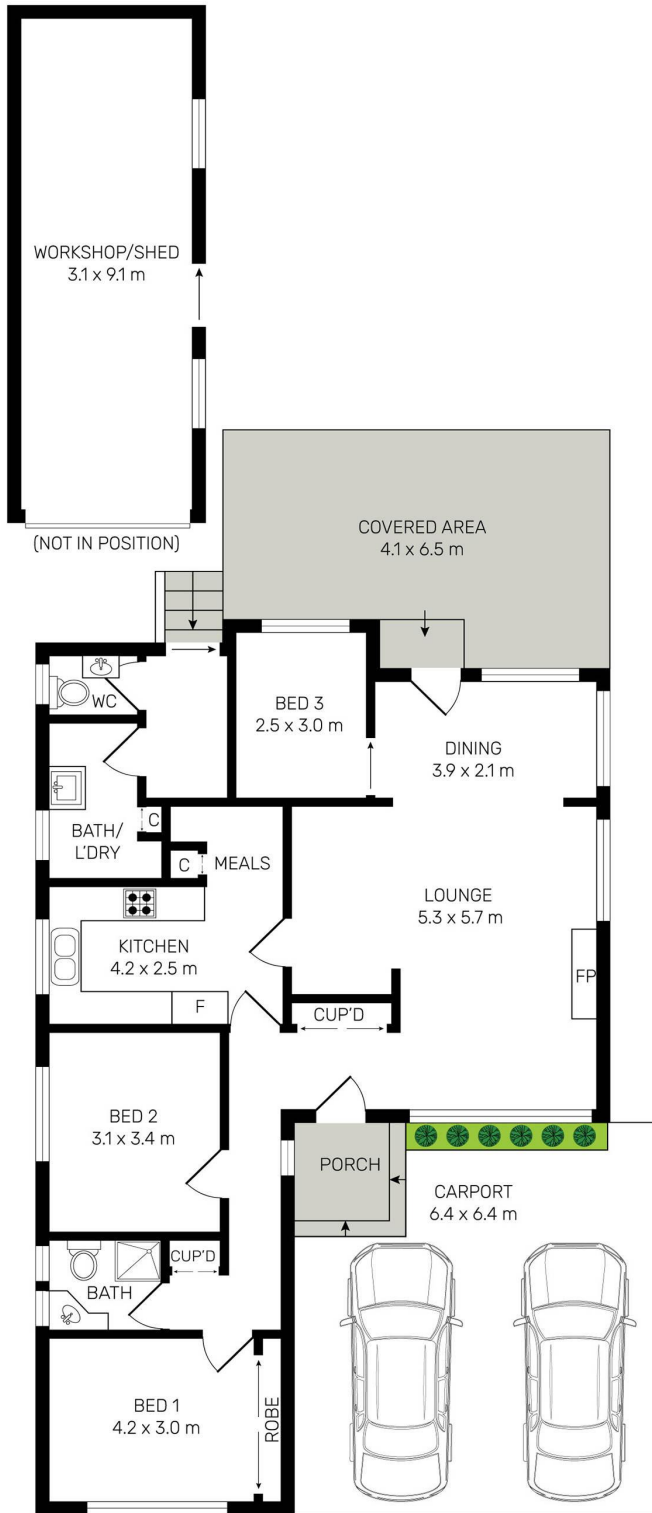 WORKSHOP/SHED
3.1 x 9.1 m
(NOT IN POSITION)
COVERED AREA
4.1 x 6.5 m
WC
BED 3
2.5 x 3.0 m
DINING
3.9 x 2.1 m
BATH/
L'DRY
C
C
MEALS
LOUNGE
5.3 x 5.7 m
KITCHEN
4.2 x 2.5 m
FP
F
CUP'D
BED 2
3.1 x 3.4 m
PORCH
CARPORT
6.4 x 6.4 m
CUP'D
BATH
BED 1
4.2 x 3.0 m
ROBE